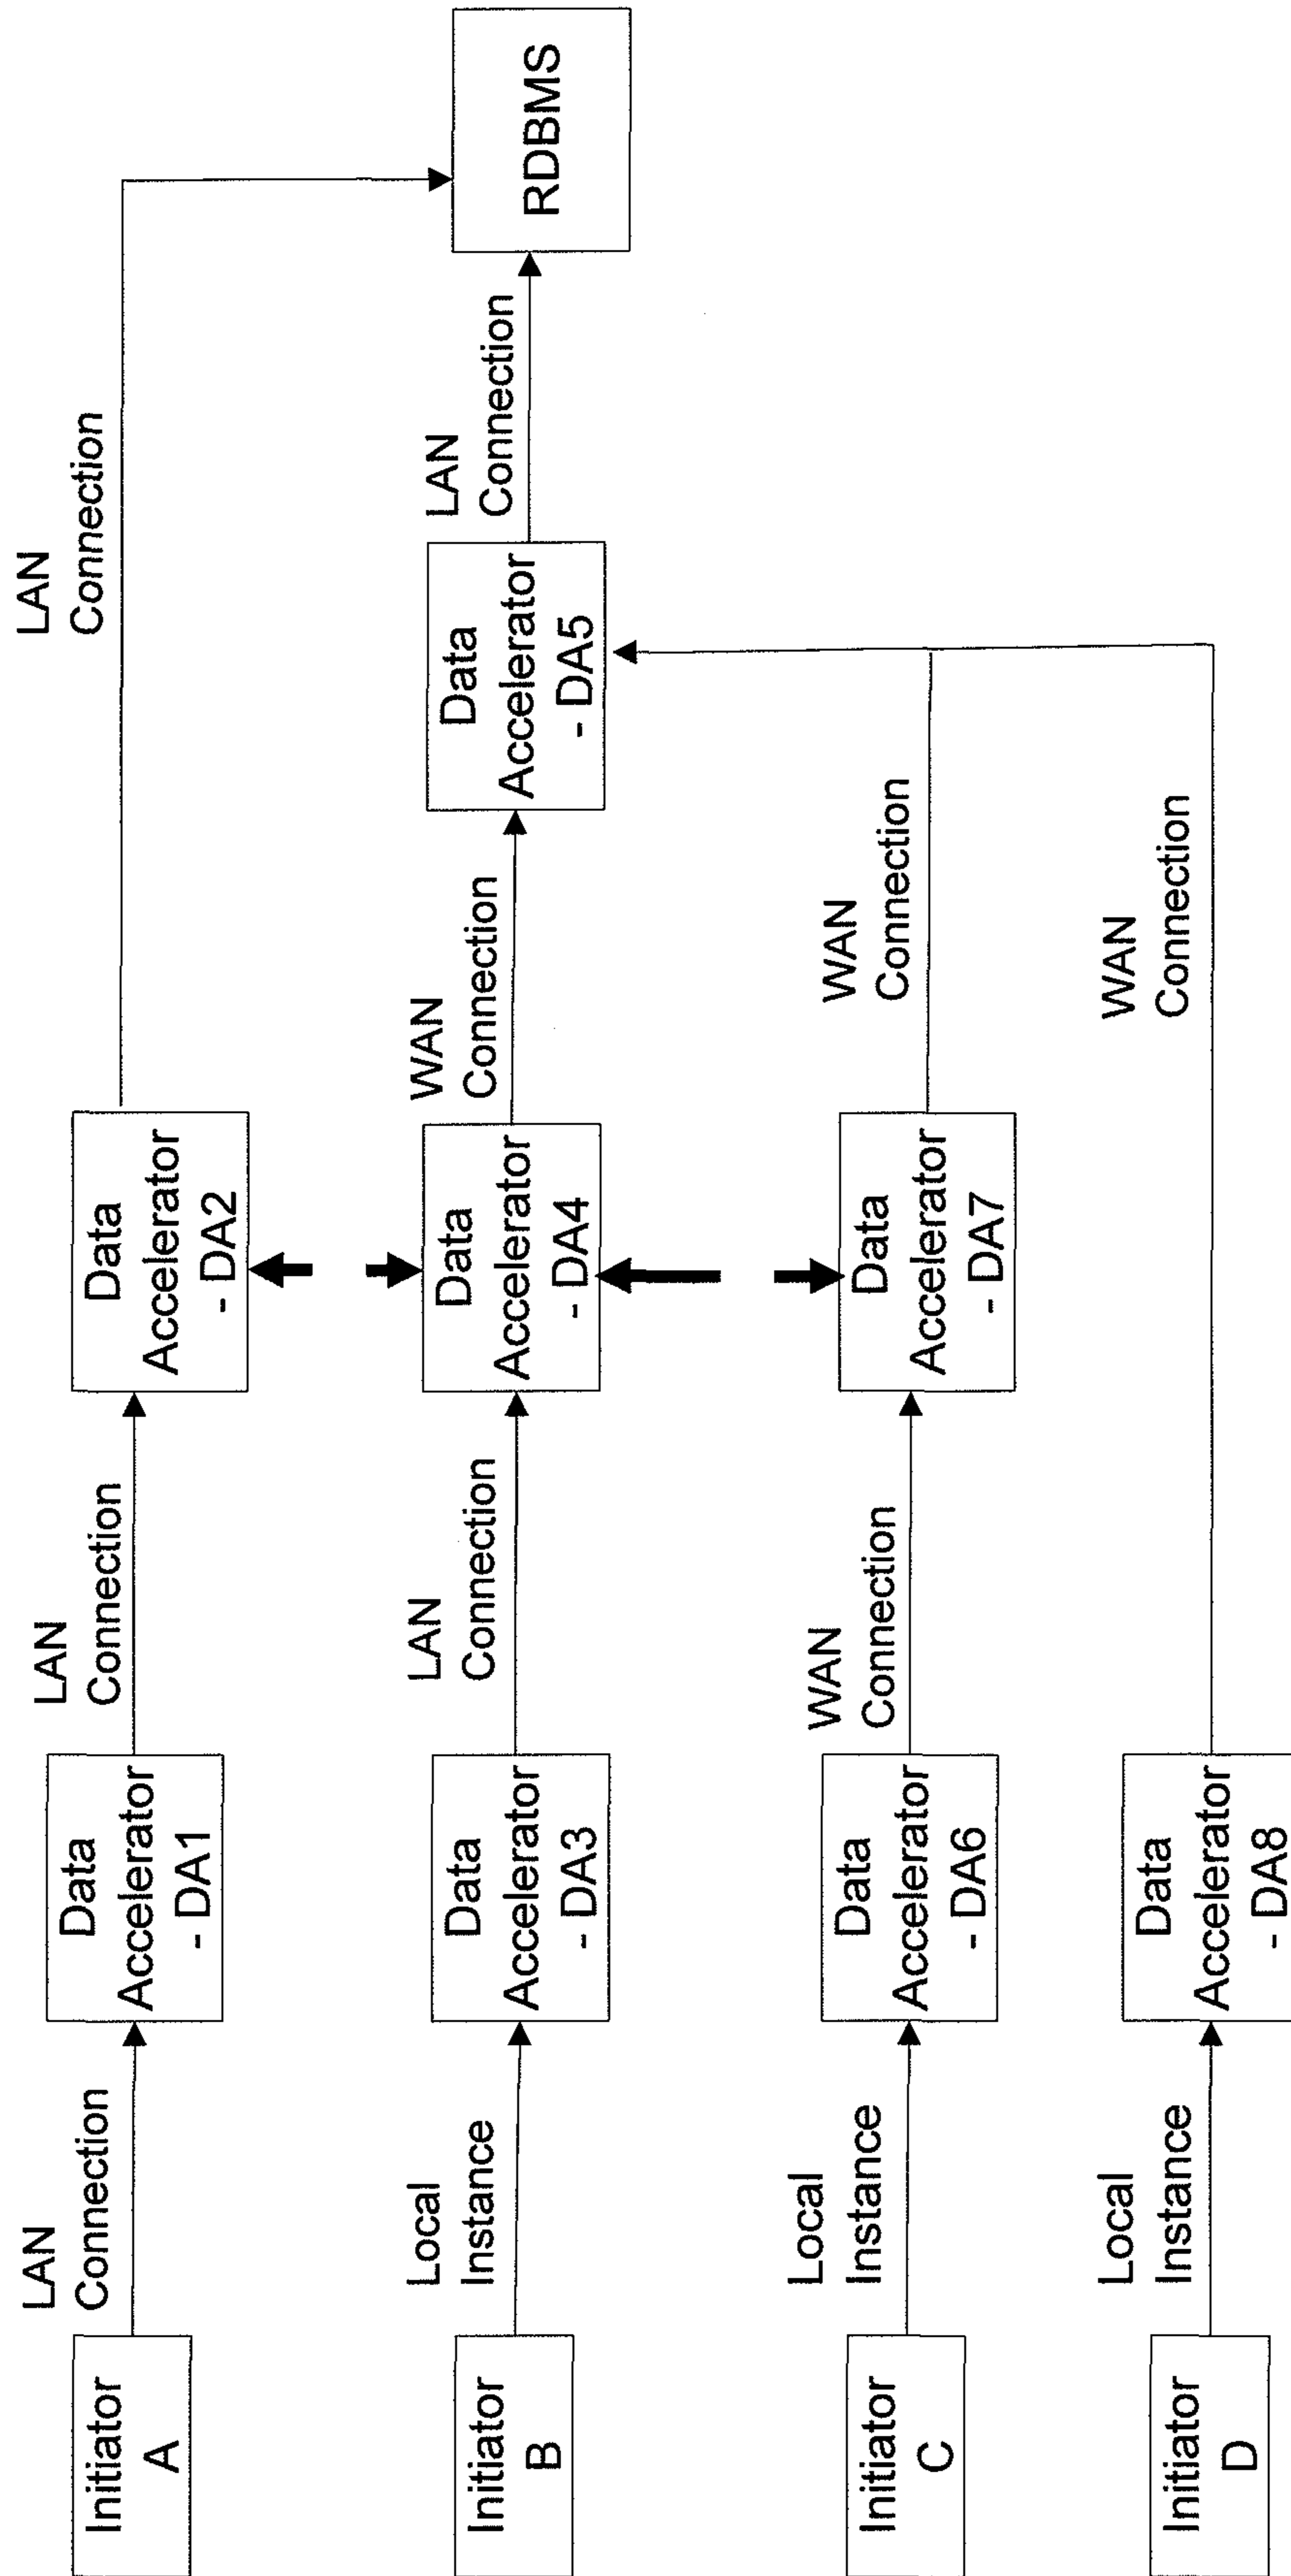 Initiator
A
LAN
Connection
Data
Accelerator
- DA1
LAN
Connection
Data
Accelerator
- DA2
LAN
Connection
RDBMS
Initiator
B
Local
Instance
Data
Accelerator
- DA3
LAN
Connection
Data
Accelerator
- DA4
WAN
Connection
Data
Accelerator
- DA5
LAN
Connection
Initiator
C
Local
Instance
Data
Accelerator
- DA6
WAN
Connection
Data
Accelerator
- DA7
WAN
Connection
Initiator
D
Local
Instance
Data
Accelerator
- DA8
WAN
Connection